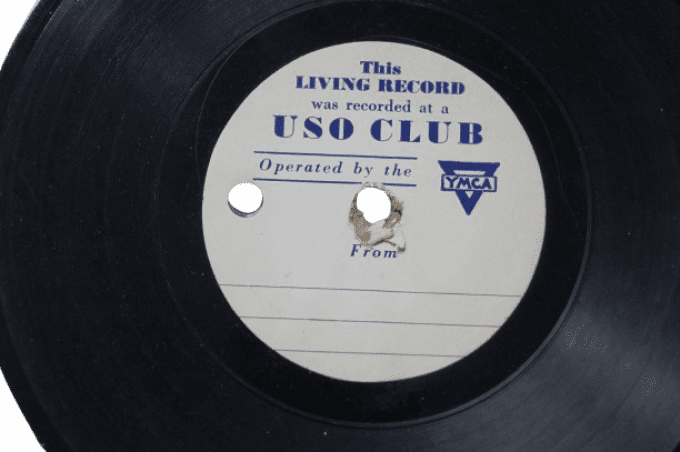 This
LIVING RECORD
was recorded at a
USO CLUB
Operated by the
YMCA
From